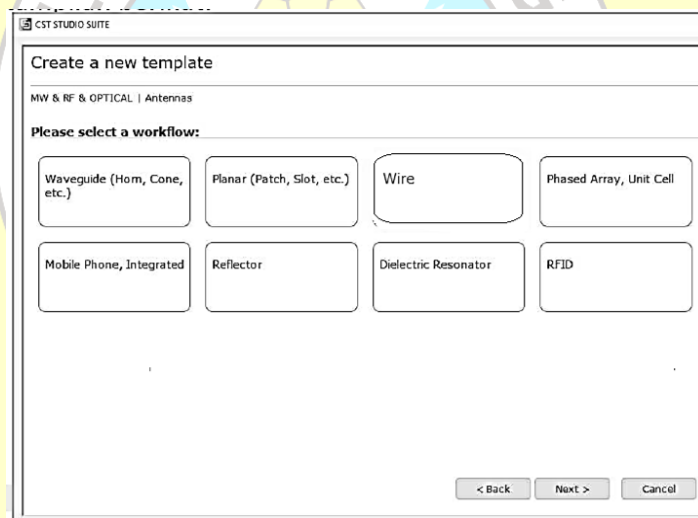 CST STUDIO SUITE
Create a new template
MW & RF & OPTICAL | Antennas
Please select a workflow:
Waveguide (Horn, Cone,
etc.)
Planar (Patch, Slot, etc.)
Wire
Phased Array, Unit Cell
Mobile Phone, Integrated
Reflector
Dielectric Resonator
RFID
< Back
Next >
Cancel